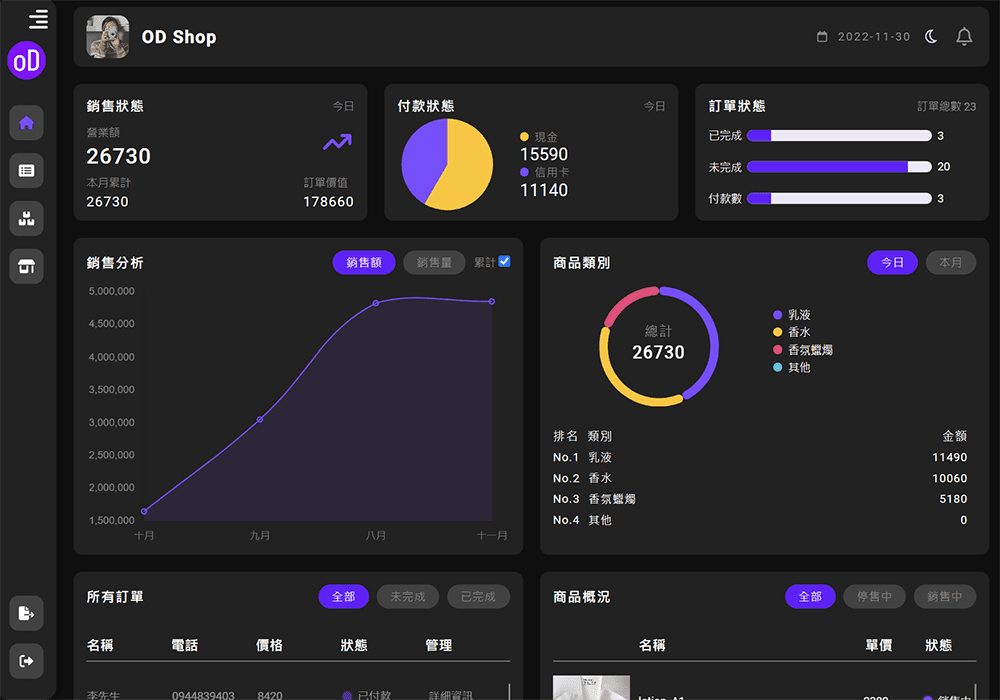 oD
OD Shop
2022-11-30
銷售狀態 今日
營業額
26730
本月累計 訂單價值
26730 178660
付款狀態 今日
現金
15590
信用卡
11140
訂單狀態 訂單總數 23
已完成 3
未完成 20
付款數 3
銷售分析 銷售額 銷售量 累計
5,000,000
4,500,000
4,000,000
3,500,000
3,000,000
2,500,000
2,000,000
1,500,000
十月 九月 八月 十一月
商品類別 今日 本月
總計
26730
乳液
香水
香氛蠟燭
其他
排名 類別 金額
No.1 乳液 11490
No.2 香水 10060
No.3 香氛蠟燭 5180
No.4 其他 0
所有訂單 全部 未完成 已完成
名稱 電話 價格 狀態 管理
李先生 0944839403 8420 已付款 詳細資訊
商品概況 全部 停售中 銷售中
名稱 單價 狀態
銷售中